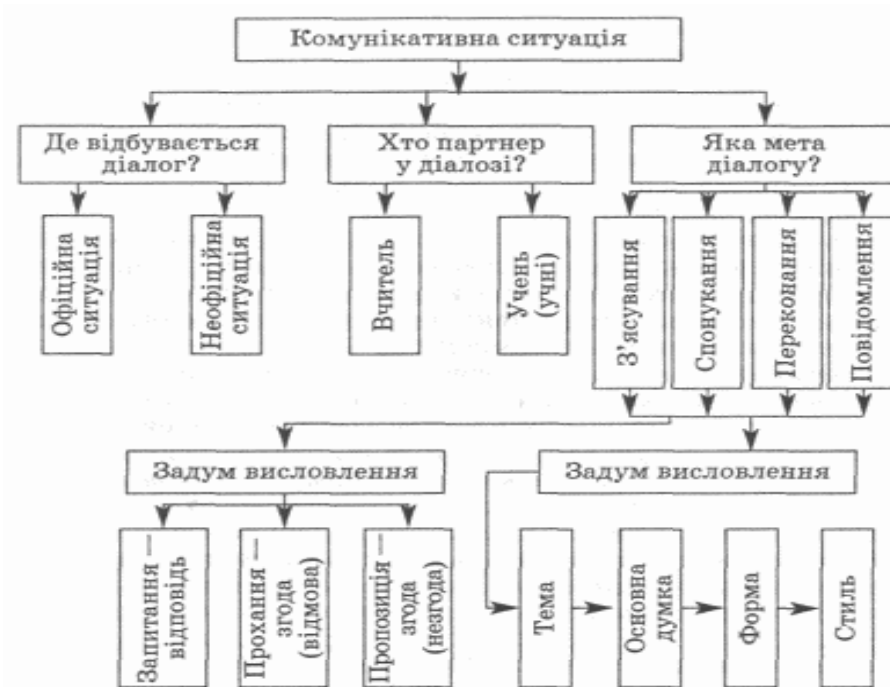 Комунікативна ситуація
Де відбувається
діалог?
Хто партнер
у діалозі?
Яка мета
діалогу?
Офіційна
ситуація
Неофіційна
ситуація
Вчитель
Учень
(учні)
З'ясування
Спонукання
Переконання
Повідомлення
Задум висловлення
Задум висловлення
Запитання —
відповідь
Прохання —
згода
(відмова)
Пропозиція —
згода
(незгода)
Тема
Основна
думка
Форма
Стиль